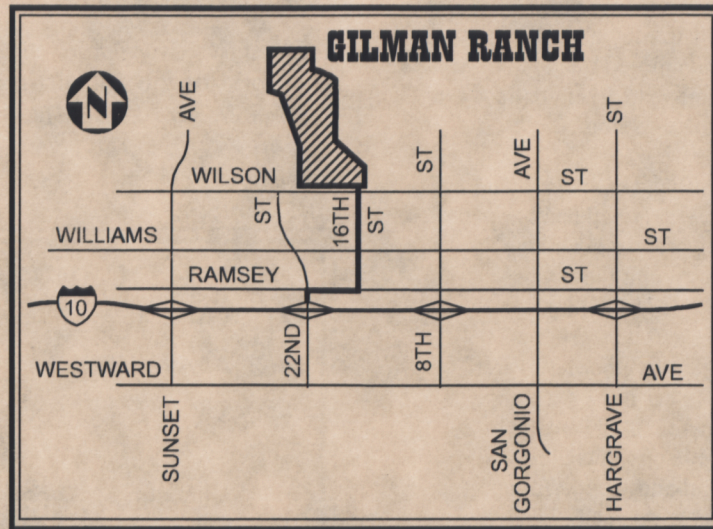 GILMAN RANCH
N
AVE
WILSON
ST
ST
AVE
ST
ST
16TH
ST
WILLIAMS
ST
RAMSEY
ST
10
WESTWARD
22ND
8TH
AVE
SUNSET
SAN
GORGONIO
HARGRAVE